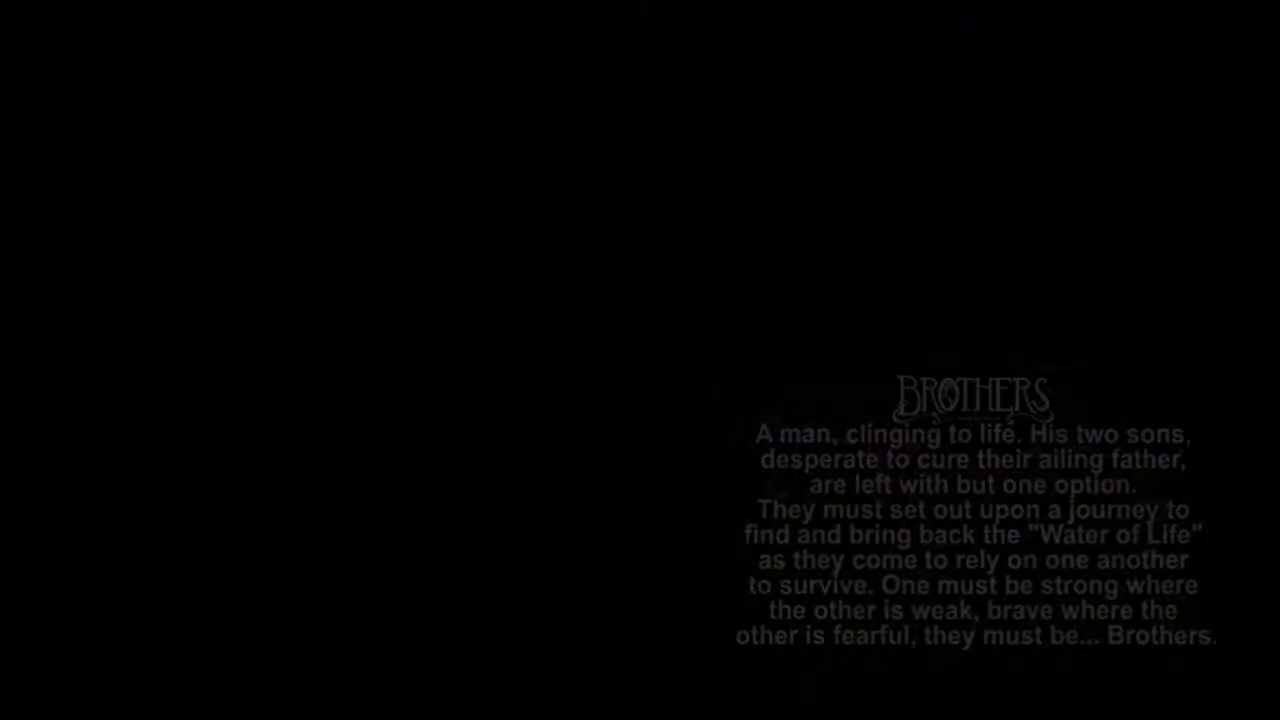 BROTHERS
A man, clinging to life. His two sons,
desperate to cure their ailing father,
are left with but one option.
They must set out upon a journey to
find and bring back the "Water of Life"
as they come to rely on one another
to survive. One must be strong where
the other is weak, brave where the
other is fearful, they must be... Brothers.